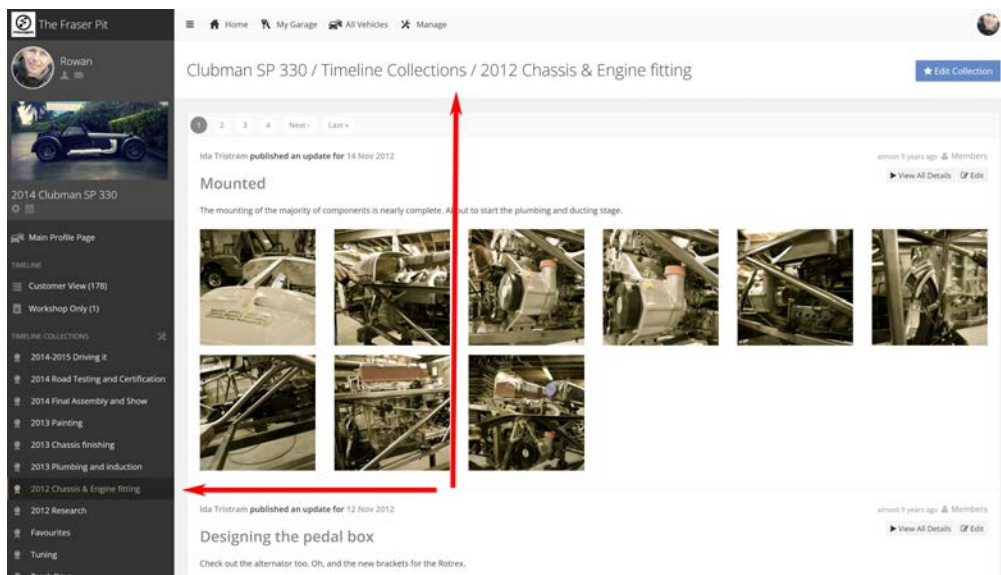 The Fraser Pit
Home My Garage All Vehicles Manage
Rowan
2014 Clubman SP 330
Main Profile Page
TIMELINE
Customer View (178)
Workshop Only (1)
TIMELINE COLLECTIONS
2014-2015 Driving it
2014 Road Testing and Certification
2014 Final Assembly and Show
2013 Painting
2013 Chassis finishing
2013 Plumbing and induction
2012 Chassis & Engine fitting
2012 Research
Favourites
Tuning
Clubman SP 330 / Timeline Collections / 2012 Chassis & Engine fitting
Edit Collection
1 2 3 4 Next › Last »
Ida Tristram published an update for 14 Nov 2012
almost 9 years ago Members
View All Details Edit
Mounted
The mounting of the majority of components is nearly complete. About to start the plumbing and ducting stage.
Ida Tristram published an update for 12 Nov 2012
almost 9 years ago Members
View All Details Edit
Designing the pedal box
Check out the alternator too. Oh, and the new brackets for the Rotrex.